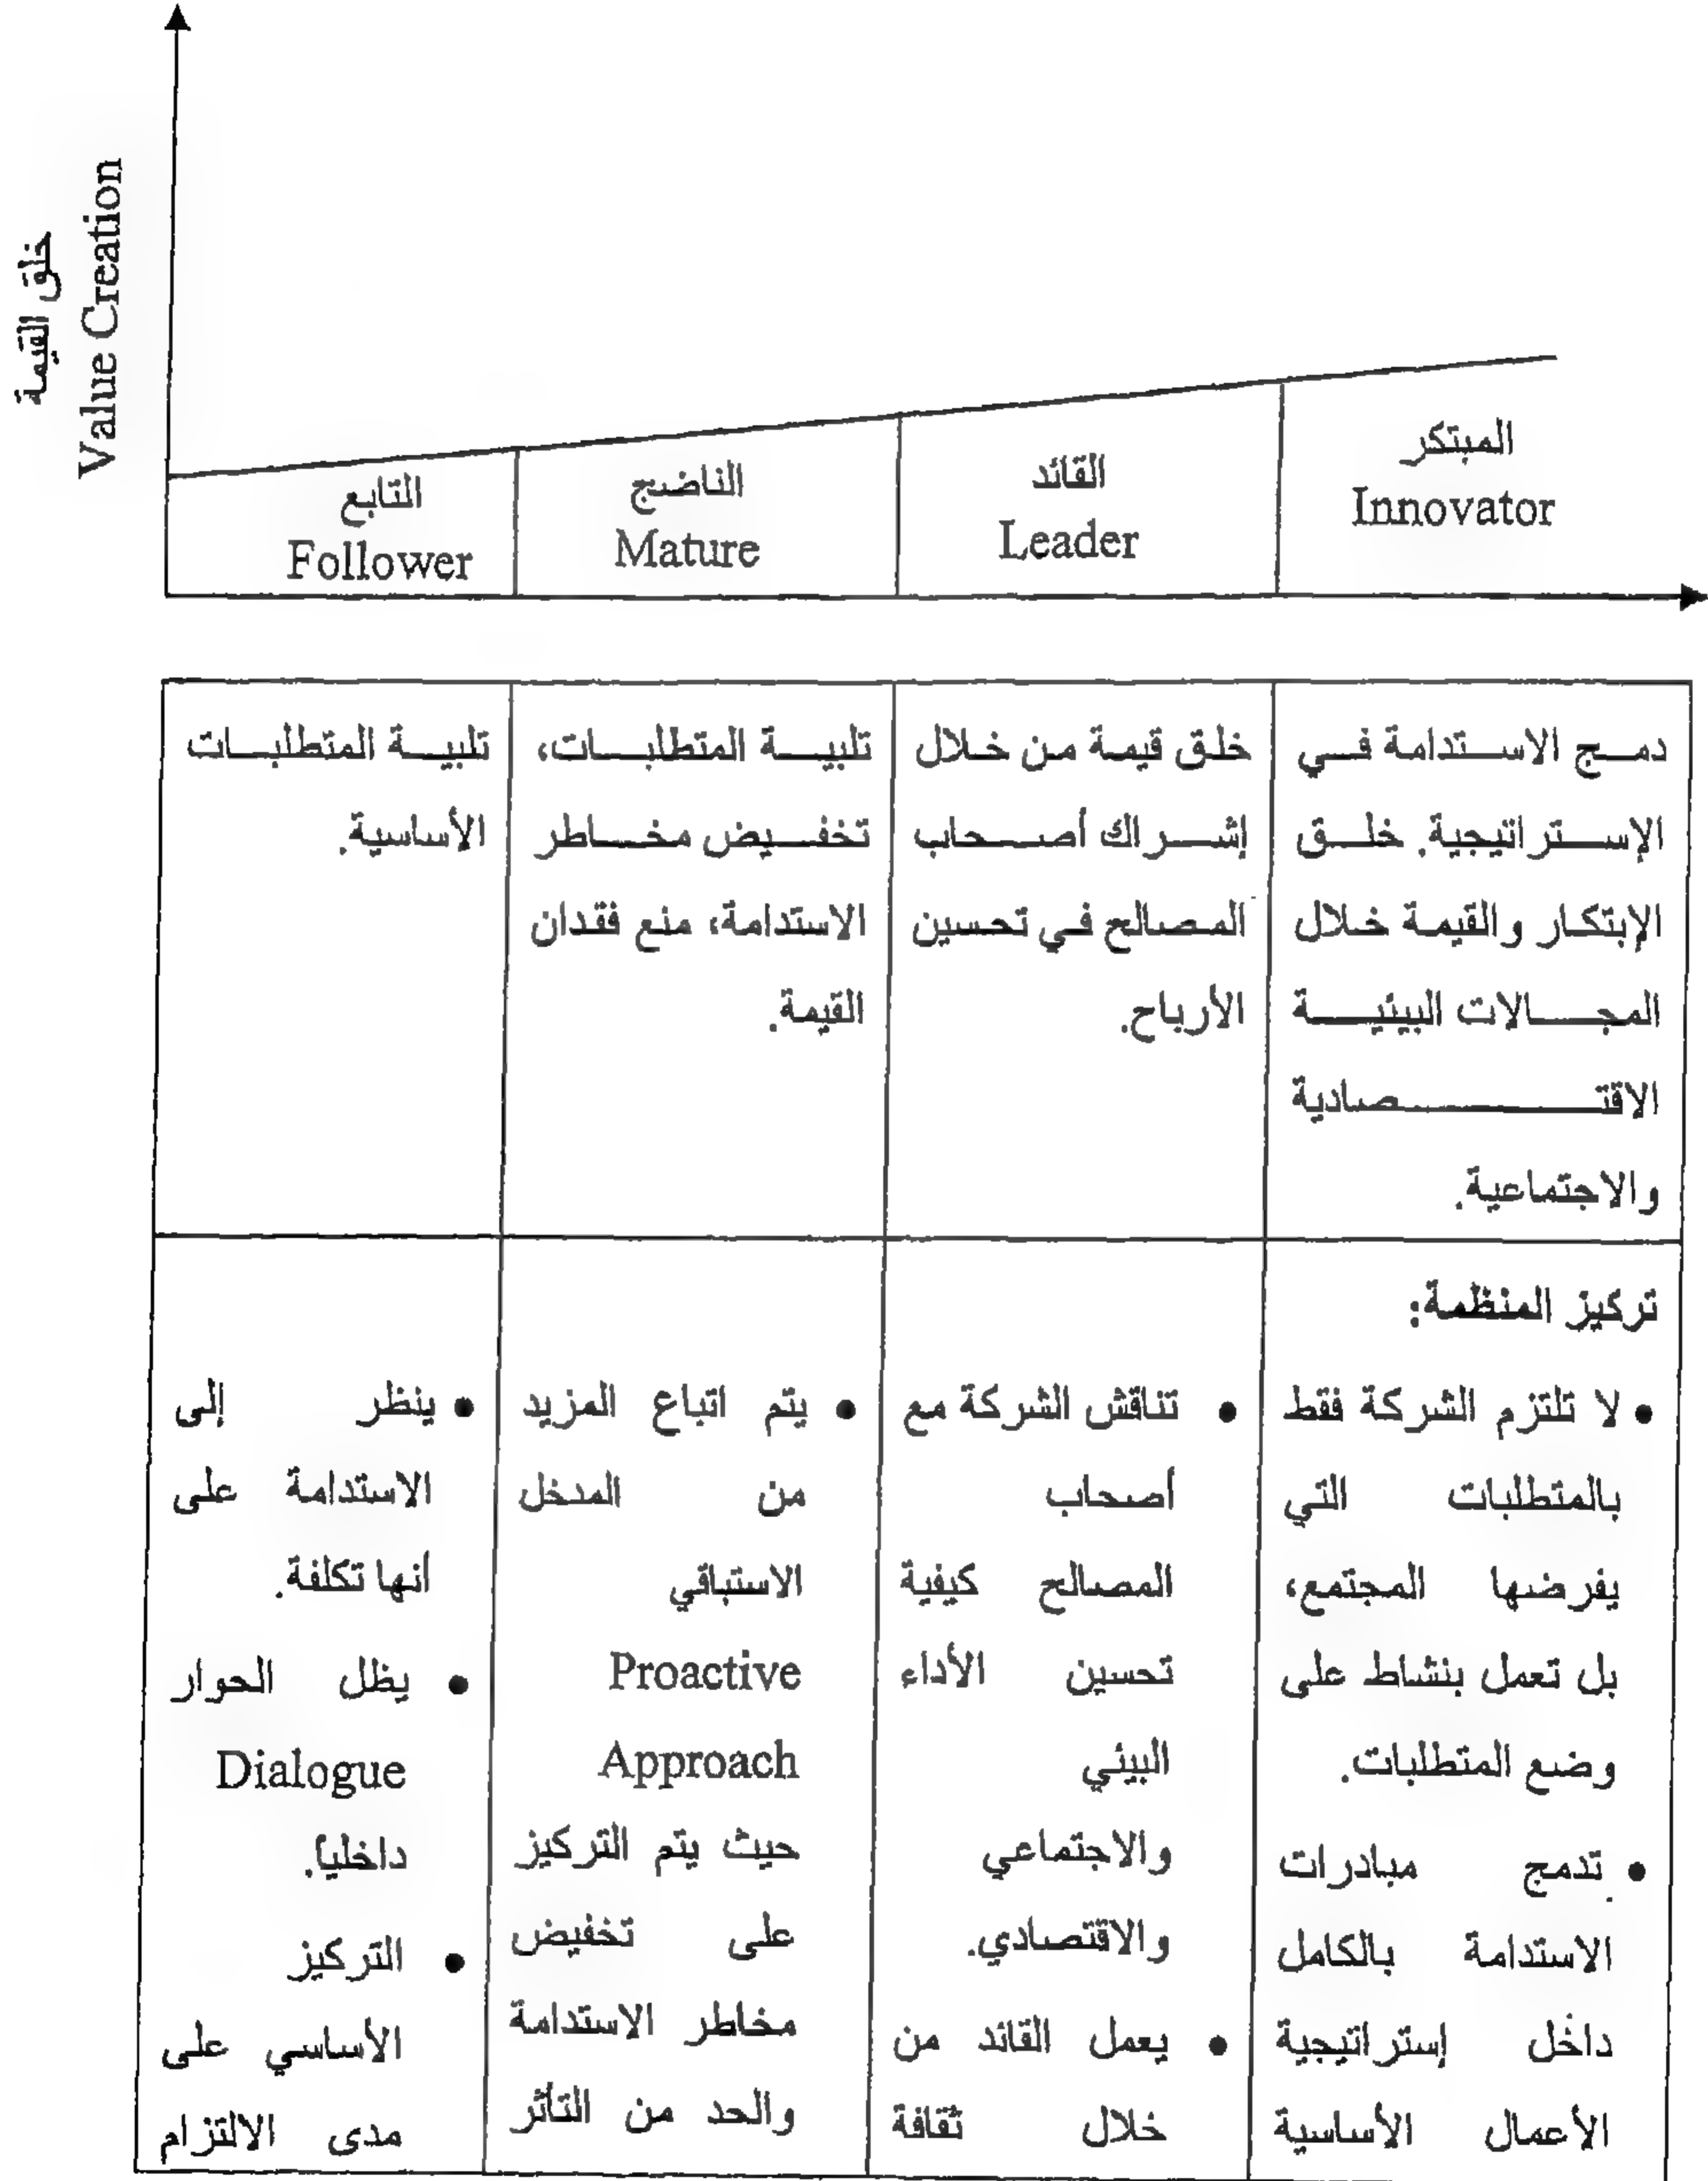 خلق القيمة
Value Creation
المبتكر
Innovator
القائد
Leader
الناضج
Mature
التابع
Follower
دمج الاستدامة في
الإستراتيجية. خلق
الإبتكار والقيمة خلال
المجالات البيئية
الاقتصادية
والاجتماعية.
خلق قيمة من خلال
إشراك أصحاب
المصالح في تحسين
الأرباح.
تلبية المتطلبات،
تخفيض مخاطر
الاستدامة، منع فقدان
القيمة.
تلبية المتطلبات
الأساسية.
تركيز المنظمة:
• لا تلتزم الشركة فقط
بالمتطلبات التي
يفرضها المجتمع،
بل تعمل بنشاط على
وضع المتطلبات.
• تدمج مبادرات
الاستدامة بالكامل
داخل إستراتيجية
الأعمال الأساسية
• تناقش الشركة مع
أصحاب
المصالح كيفية
تحسين الأداء
البيئي
والاجتماعي
والاقتصادي.
• يعمل القائد من
خلال ثقافة
• يتم اتباع المزيد
من المدخل
الاستباقي
Proactive
Approach
حيث يتم التركيز
على تخفيض
مخاطر الاستدامة
والحد من التأثر
• ينظر إلى
الاستدامة على
أنها تكلفة.
• يظل الحوار
Dialogue
داخلياً.
• التركيز
الأساسي على
مدى الالتزام